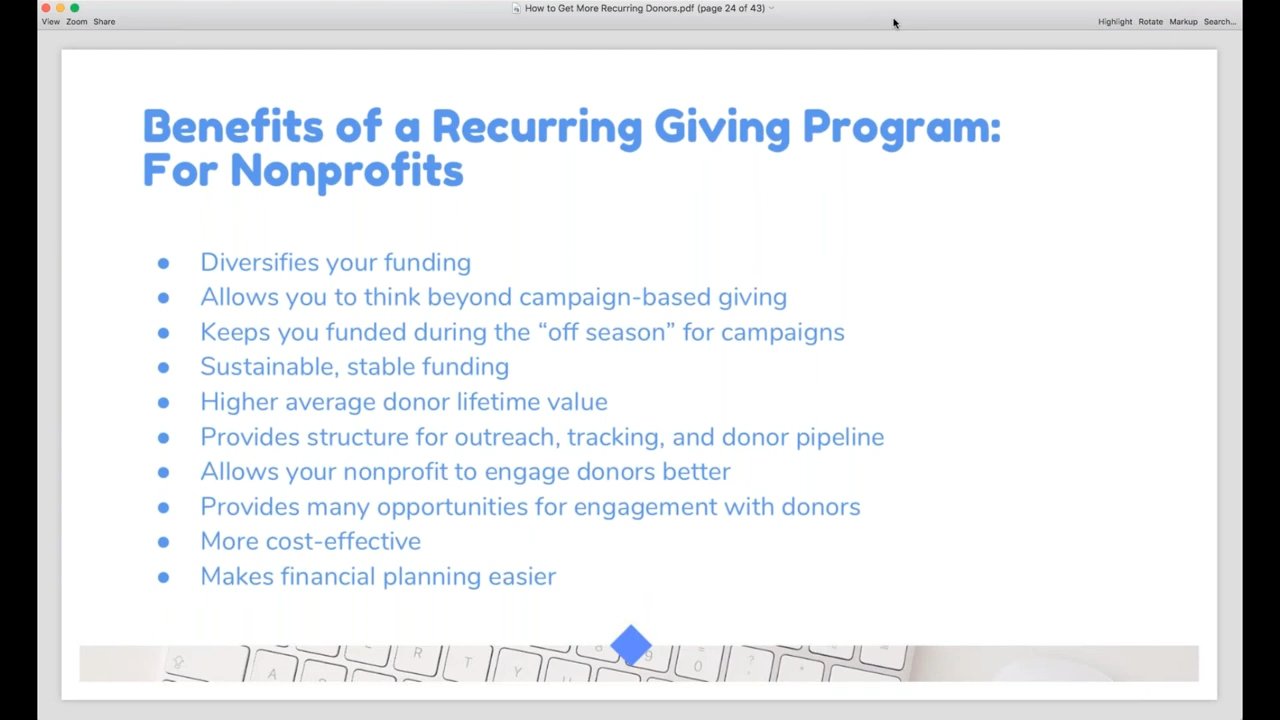 How to Get More Recurring Donors.pdf (page 24 of 43)
View Zoom Share
Highlight Rotate Markup Search...
Benefits of a Recurring Giving Program:
For Nonprofits
● Diversifies your funding
● Allows you to think beyond campaign-based giving
● Keeps you funded during the “off season” for campaigns
● Sustainable, stable funding
● Higher average donor lifetime value
● Provides structure for outreach, tracking, and donor pipeline
● Allows your nonprofit to engage donors better
● Provides many opportunities for engagement with donors
● More cost-effective
● Makes financial planning easier
R T 9
A Y 0